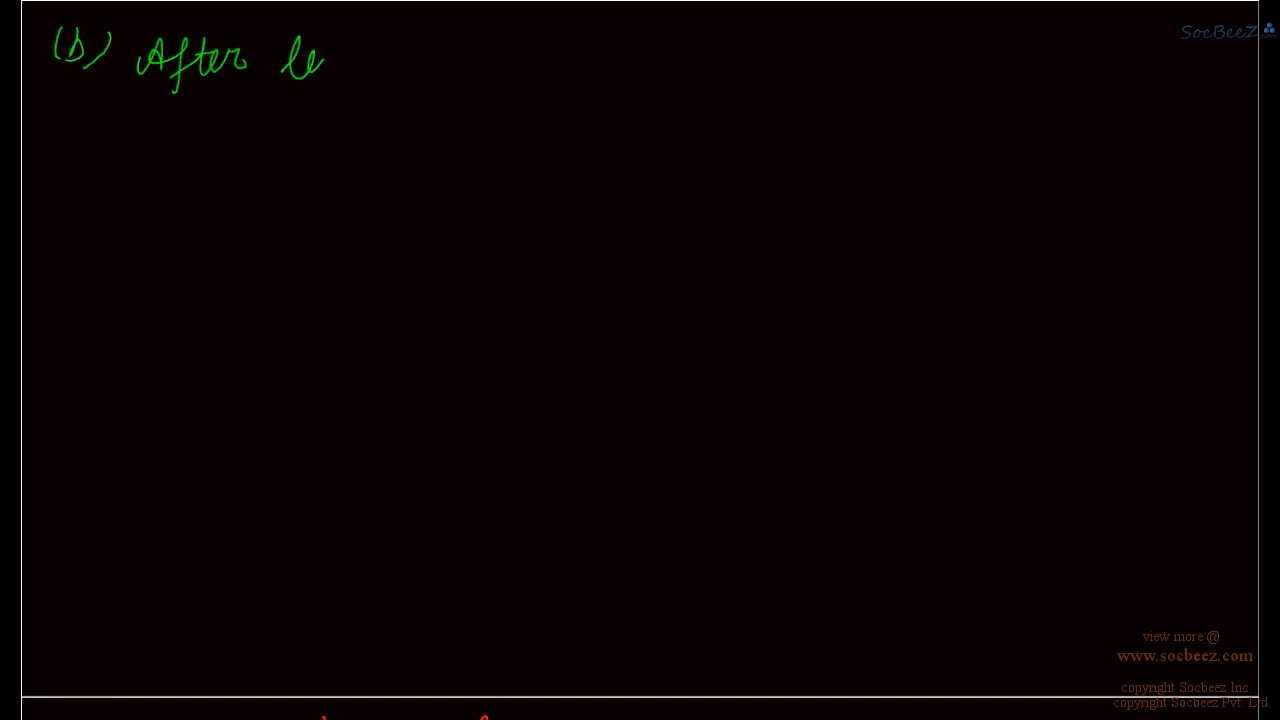 SocBeeZ
(b) After le
view more @
www.socbeez.com
copyright Socbeez Inc.
copyright Socbeez Pvt. Ltd.